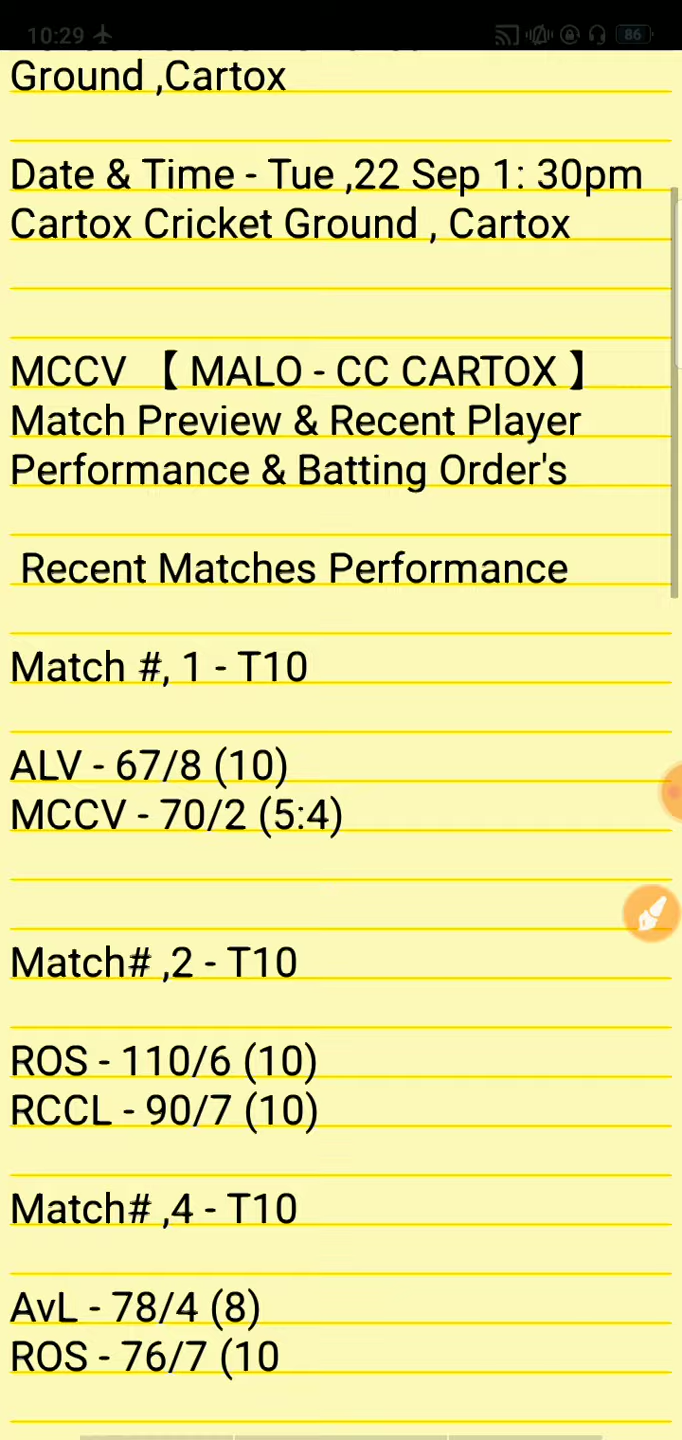 10:29
86
Ground ,Cartox
Date & Time - Tue ,22 Sep 1: 30pm
Cartox Cricket Ground , Cartox
MCCV 【 MALO - CC CARTOX 】
Match Preview & Recent Player
Performance & Batting Order's
Recent Matches Performance
Match #, 1 - T10
ALV - 67/8 (10)
MCCV - 70/2 (5:4)
Match# ,2 - T10
ROS - 110/6 (10)
RCCL - 90/7 (10)
Match# ,4 - T10
AvL - 78/4 (8)
ROS - 76/7 (10